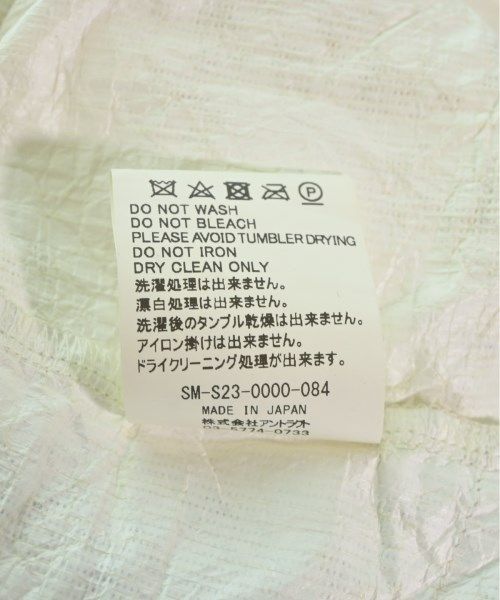 DO NOT WASH
DO NOT BLEACH
PLEASE AVOID TUMBLER DRYING
DO NOT IRON
DRY CLEAN ONLY
洗濯処理は出来ません。
漂白処理は出来ません。
洗濯後のタンブル乾燥は出来ません。
アイロン掛けは出来ません。
ドライクリーニング処理が出来ます。
SM-S23-0000-084
MADE IN JAPAN
株式会社アントラクト
03-5774-0733